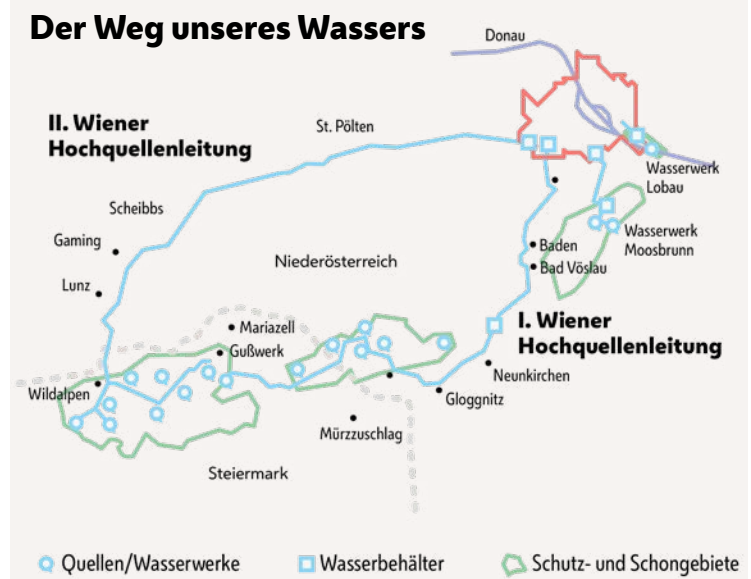 Der Weg unseres Wassers
Donau
II. Wiener
Hochquellenleitung
St. Pölten
Wasserwerk
Lobau
Scheibbs
Wasserwerk
Moosbrunn
Gaming
Baden
Niederösterreich
Bad Vöslau
Lunz
I. Wiener
Hochquellenleitung
Mariazell
Gußwerk
Neunkirchen
Wildalpen
Gloggnitz
Mürzzuschlag
Steiermark
Quellen/Wasserwerke
Wasserbehälter
Schutz- und Schongebiete